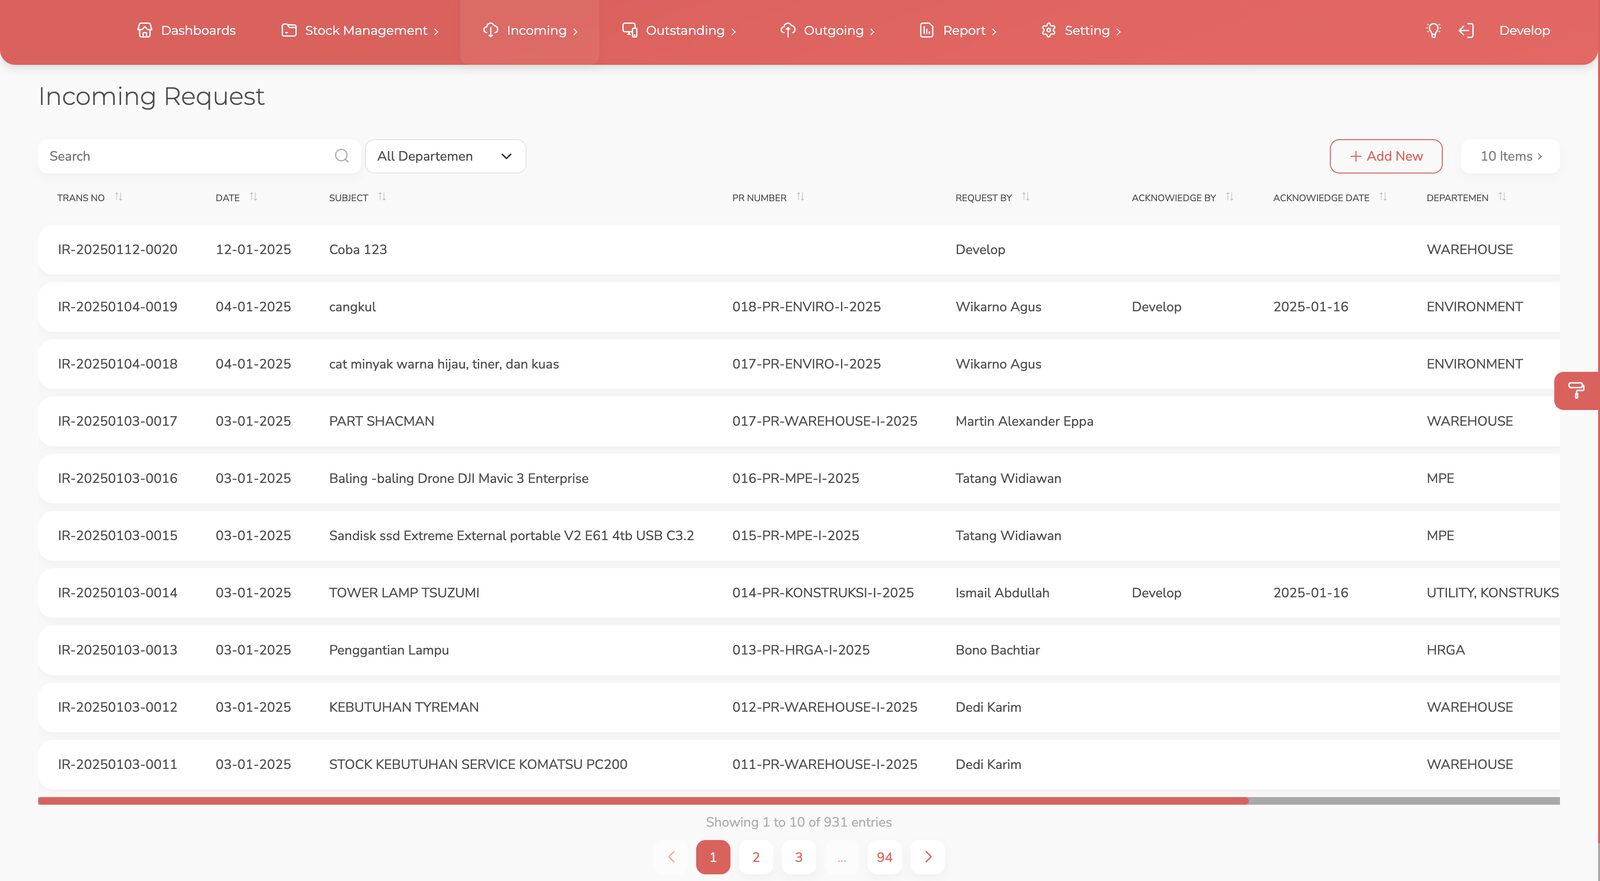 Dashboards Stock Management Incoming Outstanding Outgoing Report Setting Develop
Incoming Request
Search All Departemen + Add New 10 Items
TRANS NO DATE SUBJECT PR NUMBER REQUEST BY ACKNOWIEDGE BY ACKNOWIEDGE DATE DEPARTEMEN
IR-20250112-0020 12-01-2025 Coba 123 Develop WAREHOUSE
IR-20250104-0019 04-01-2025 cangkul 018-PR-ENVIRO-I-2025 Wikarno Agus Develop 2025-01-16 ENVIRONMENT
IR-20250104-0018 04-01-2025 cat minyak warna hijau, tiner, dan kuas 017-PR-ENVIRO-I-2025 Wikarno Agus ENVIRONMENT
IR-20250103-0017 03-01-2025 PART SHACMAN 017-PR-WAREHOUSE-I-2025 Martin Alexander Eppa WAREHOUSE
IR-20250103-0016 03-01-2025 Baling -baling Drone DJI Mavic 3 Enterprise 016-PR-MPE-I-2025 Tatang Widiawan MPE
IR-20250103-0015 03-01-2025 Sandisk ssd Extreme External portable V2 E61 4tb USB C3.2 015-PR-MPE-I-2025 Tatang Widiawan MPE
IR-20250103-0014 03-01-2025 TOWER LAMP TSUZUMI 014-PR-KONSTRUKSI-I-2025 Ismail Abdullah Develop 2025-01-16 UTILITY, KONSTRUKS
IR-20250103-0013 03-01-2025 Penggantian Lampu 013-PR-HRGA-I-2025 Bono Bachtiar HRGA
IR-20250103-0012 03-01-2025 KEBUTUHAN TYREMAN 012-PR-WAREHOUSE-I-2025 Dedi Karim WAREHOUSE
IR-20250103-0011 03-01-2025 STOCK KEBUTUHAN SERVICE KOMATSU PC200 011-PR-WAREHOUSE-I-2025 Dedi Karim WAREHOUSE
Showing 1 to 10 of 931 entries
1 2 3 ... 94